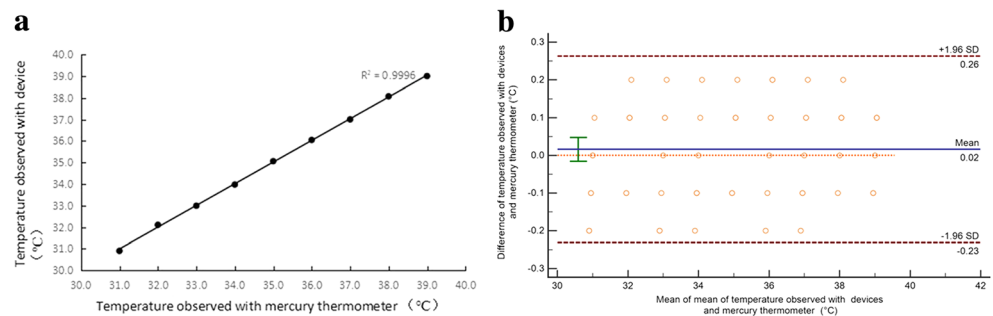 a
Temperature observed with device
(℃)
40.0
39.0
38.0
37.0
36.0
35.0
34.0
33.0
32.0
31.0
30.0
R² = 0.9996
30.0 31.0 32.0 33.0 34.0 35.0 36.0 37.0 38.0 39.0 40.0
Temperature observed with mercury thermometer (℃)
b
Differernce of temperature observed with devices
and mercury thermometer (°C)
0.3
0.2
0.1
0.0
-0.1
-0.2
-0.3
+1.96 SD
0.26
Mean
0.02
-1.96 SD
-0.23
30 32 34 36 38 40 42
Mean of mean of temperature observed with devices
and mercury thermometer (°C)